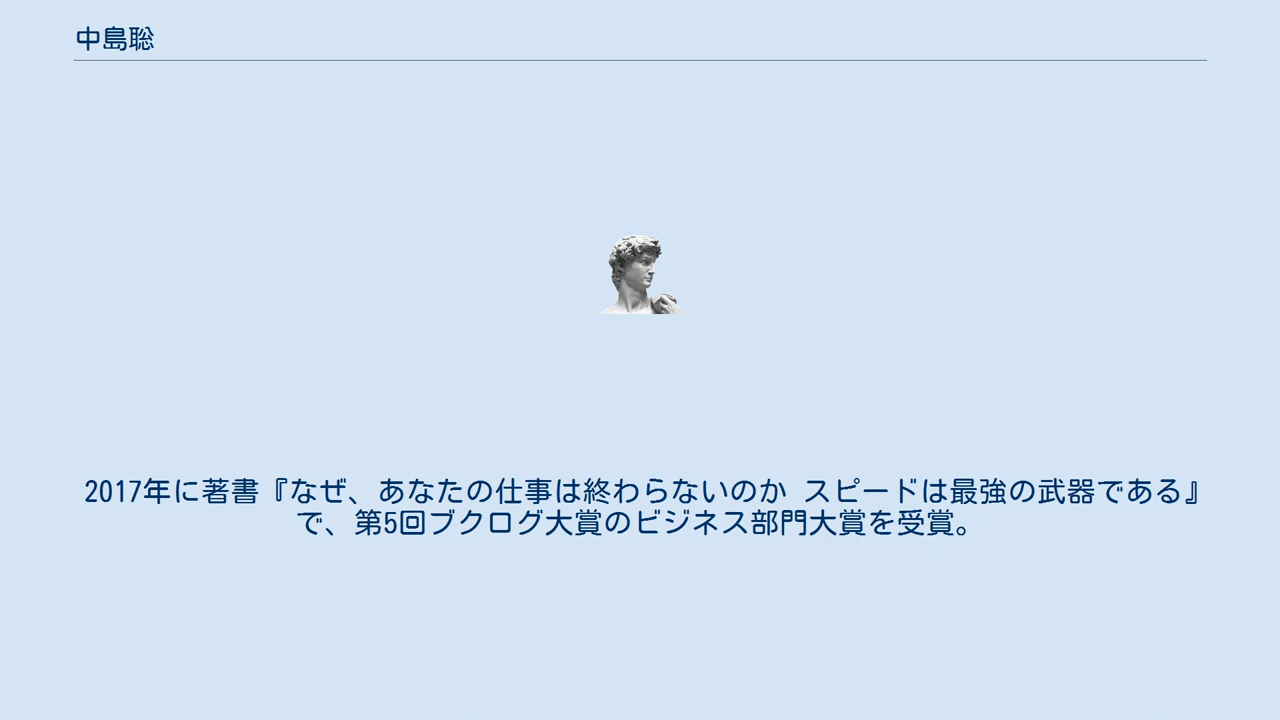 中島聡
2017年に著書『なぜ、あなたの仕事は終わらないのか スピードは最強の武器である』
で、第5回ブクログ大賞のビジネス部門大賞を受賞。